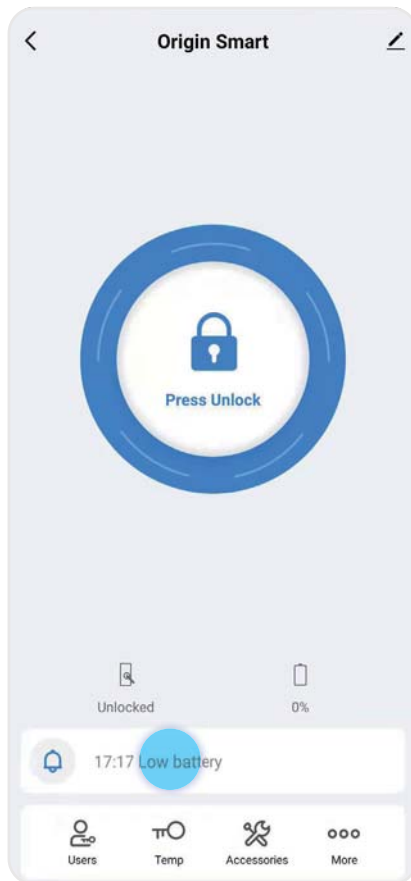 Origin Smart
Press Unlock
Unlocked 0%
17:17 Low battery
Users Temp Accessories More